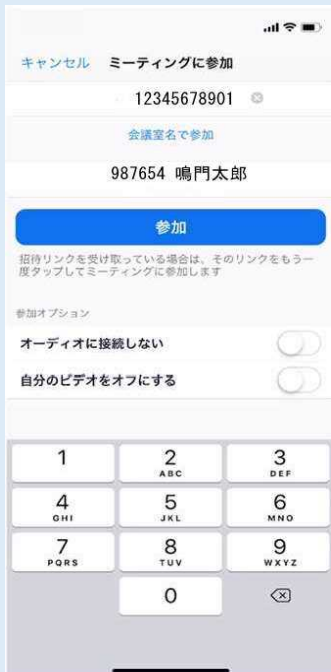 キャンセル ミーティングに参加
12345678901
会議室名で参加
987654 鳴門太郎
参加
招待リンクを受け取っている場合は、そのリンクをもう一
度タップしてミーティングに参加します
参加オプション
オーディオに接続しない
自分のビデオをオフにする
1 2 3
ABC DEF
4 5 6
GHI JKL MNO
7 8 9
PQRS TUV WXYZ
0